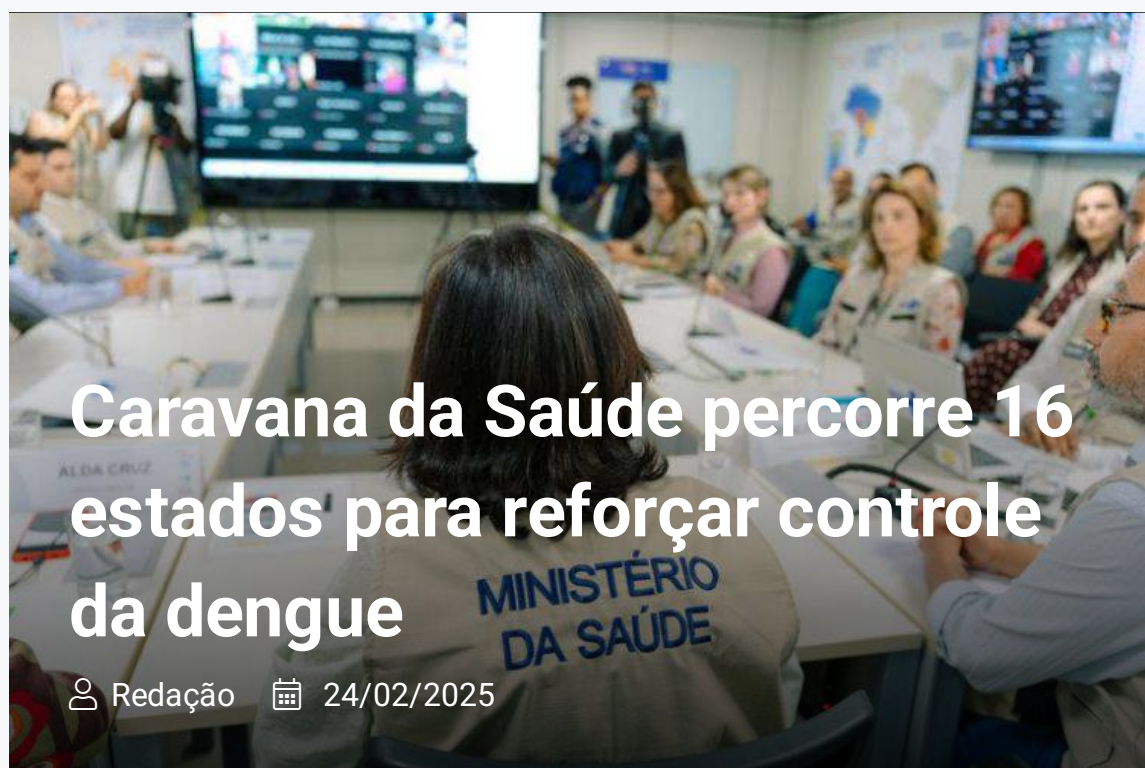 ALDA CRUZ
Caravana da Saúde percorre 16
estados para reforçar controle
da dengue
MINISTÉRIO
DA SAÚDE
Redação 24/02/2025